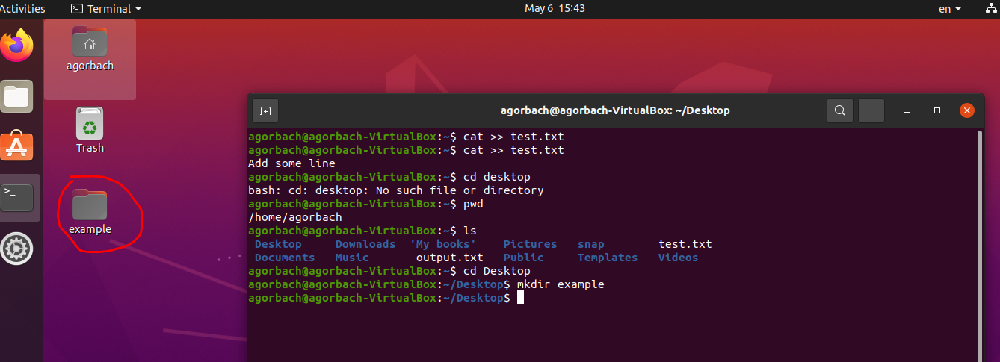 Activities Terminal May 6 15:43 en
agorbach
Trash
example
agorbach@agorbach-VirtualBox: ~/Desktop
agorbach@agorbach-VirtualBox:~$ cat >> test.txt
agorbach@agorbach-VirtualBox:~$ cat >> test.txt
Add some line
agorbach@agorbach-VirtualBox:~$ cd desktop
bash: cd: desktop: No such file or directory
agorbach@agorbach-VirtualBox:~$ pwd
/home/agorbach
agorbach@agorbach-VirtualBox:~$ ls
Desktop Downloads 'My books' Pictures snap test.txt
Documents Music output.txt Public Templates Videos
agorbach@agorbach-VirtualBox:~$ cd Desktop
agorbach@agorbach-VirtualBox:~/Desktop$ mkdir example
agorbach@agorbach-VirtualBox:~/Desktop$